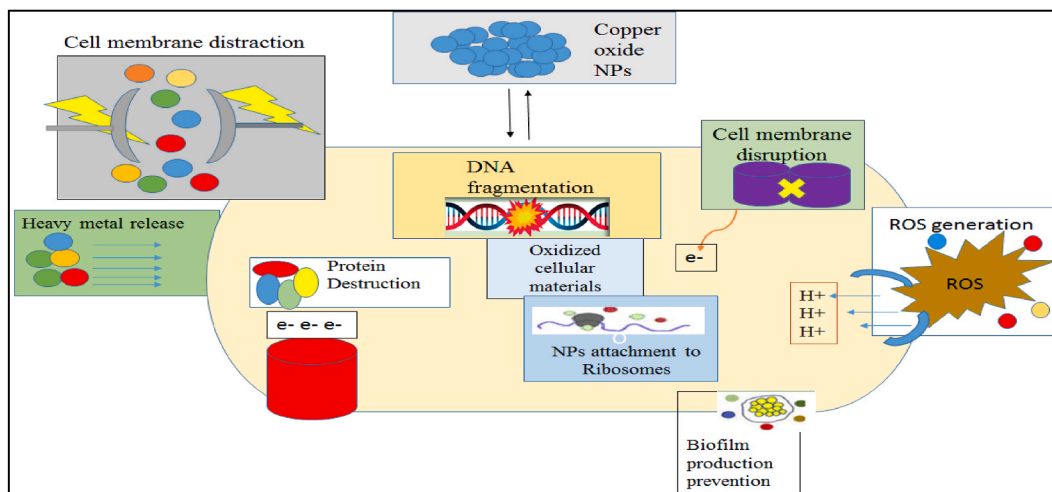 Cell membrane distraction
Copper
oxide
NPs
Cell membrane
disruption
DNA
fragmentation
Heavy metal release
ROS generation
ROS
Protein
Destruction
Oxidized
cellular
materials
e-
H+
H+
H+
e- e- e-
NPs attachment to
Ribosomes
Biofilm
production
prevention